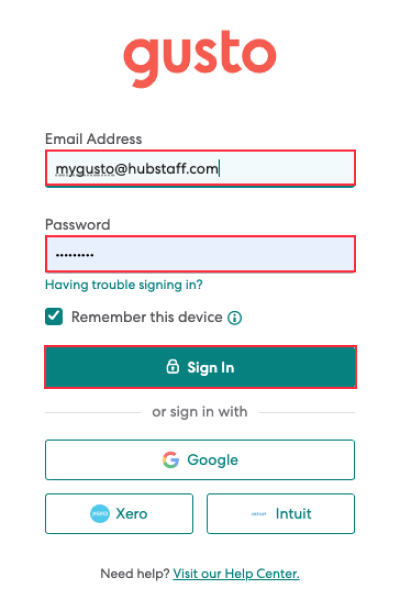 gusto
Email Address
mygusto@hubstaff.com
Password
•••••••••
Having trouble signing in?
Remember this device
Sign In
or sign in with
Google
Xero
Intuit
Need help? Visit our Help Center.